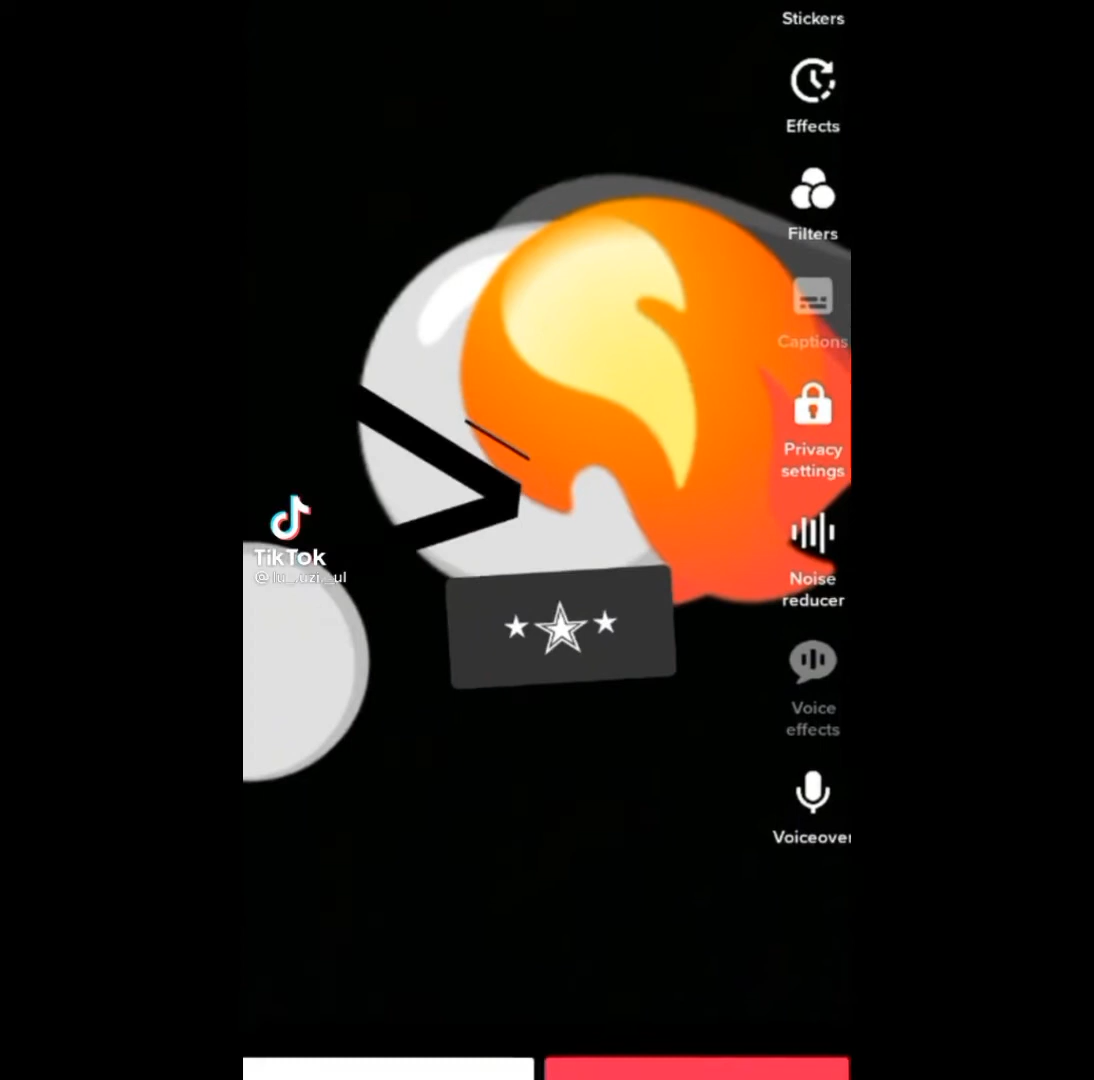 Stickers
Effects
Filters
Captions
Privacy
settings
Noise
reducer
Voice
effects
Voiceover
TikTok